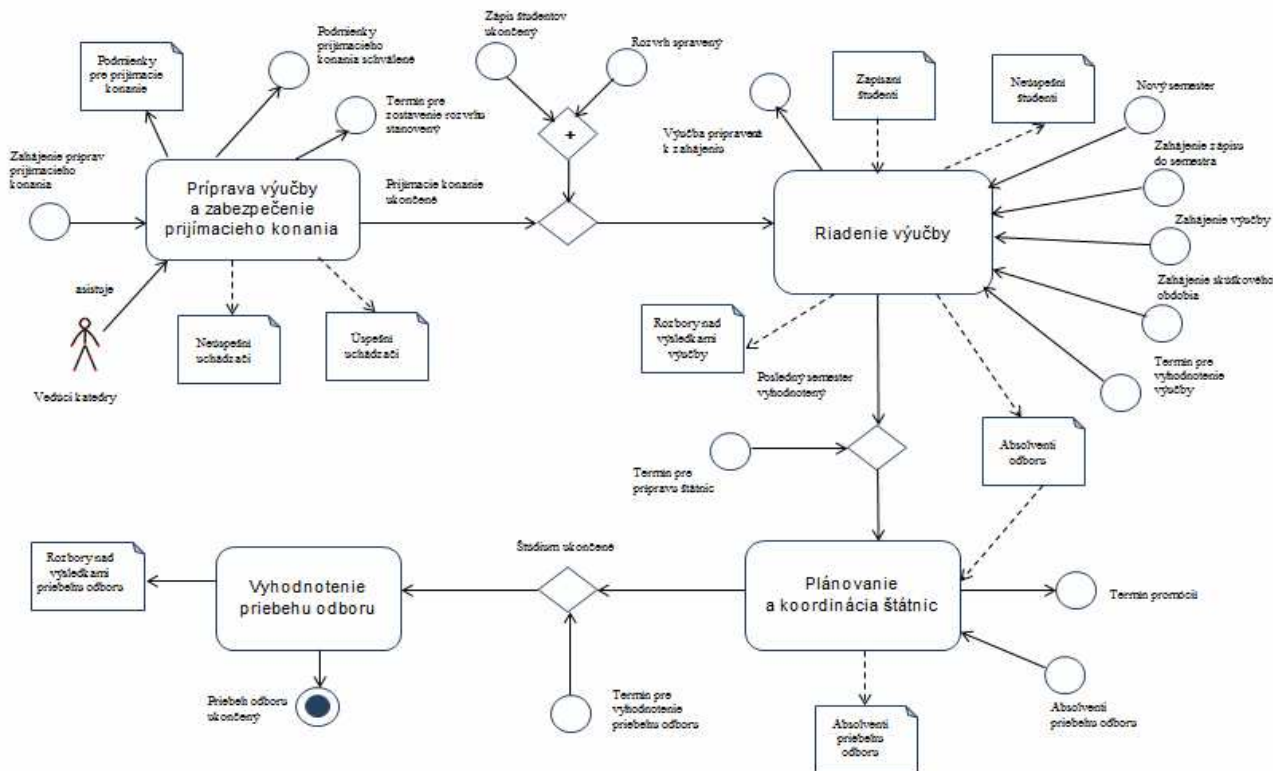 Zápis študentov
ukončený
Rozvrh spravený
Podmienky
prijímacieho
konania schválené
Podmienky
pre prijímacie
konanie
Termín pre
zostavenie rozvrhu
stanovený
Zahájenie príprav
prijímacieho
konania
Príprava výučby
a zabezpečenie
prijímacieho konania
Prijímacie konanie
ukončené
+
Výučba pripravená
k zahájeniu
Zapísaní
študenti
Neúspešní
študenti
Nový semester
Zahájenie zápisu
do semestra
Zahájenie výučby
Zahájenie skúškového
obdobia
Termín pre
vyhodnotenie
výučby
Riadenie výučby
asistuje
Vedúci katedry
Neúspešní
uchádzači
Úspešní
uchádzači
Rozbory nad
výsledkami
výučby
Posledný semester
vyhodnotený
Absolventi
odboru
Termín pre
prípravu štátnic
Rozbory nad
výsledkami
priebehu odboru
Vyhodnotenie
priebehu odboru
Štúdium ukončené
Plánovanie
a koordinácia štátnic
Termín promócií
Priebeh odboru
ukončený
Termín pre
vyhodnotenie
priebehu odboru
Absolventi
priebehu
odboru
Absolventi
priebehu odboru